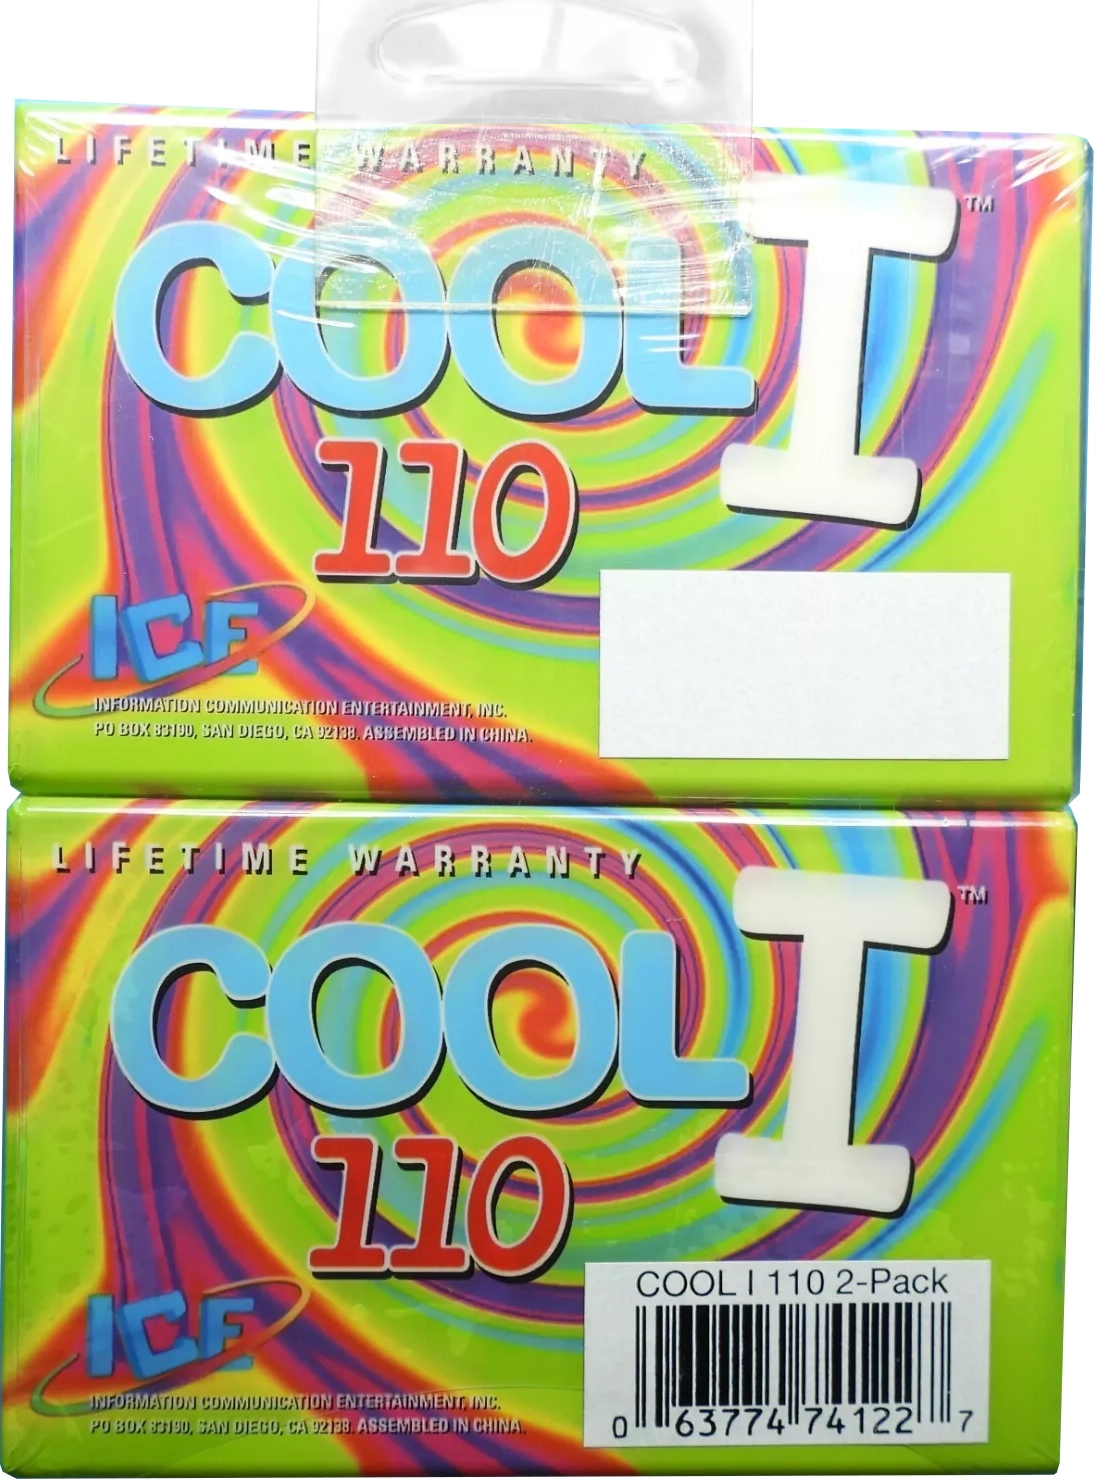 LIFETIME WARRANTY
COOL I™
110
ICE
INFORMATION COMMUNICATION ENTERTAINMENT, INC.
PO BOX 83190, SAN DIEGO, CA 92138. ASSEMBLED IN CHINA.
LIFETIME WARRANTY
COOL I™
110
ICE
INFORMATION COMMUNICATION ENTERTAINMENT, INC.
PO BOX 83190, SAN DIEGO, CA 92138. ASSEMBLED IN CHINA.
COOL I 110 2-Pack
0 63774 74122 7